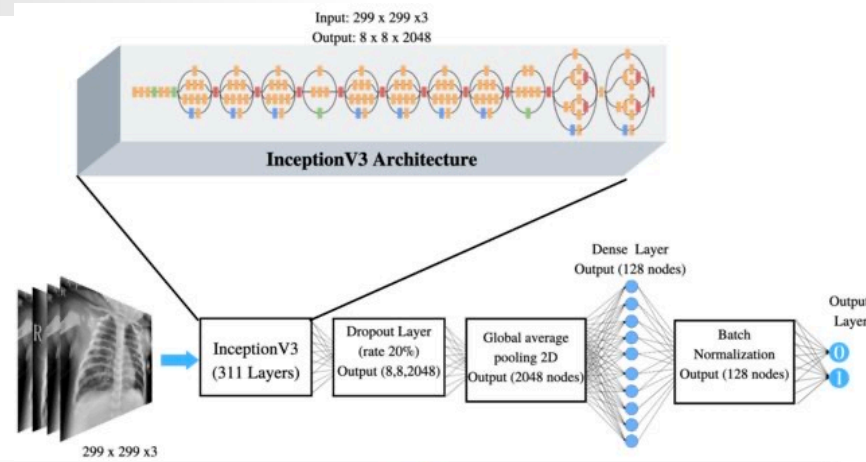 Input: 299 x 299 x3
Output: 8 x 8 x 2048
InceptionV3 Architecture
Dense Layer
Output (128 nodes)
Output
Layer
InceptionV3
(311 Layers)
Dropout Layer
(rate 20%)
Output (8,8,2048)
Global average
pooling 2D
Output (2048 nodes)
Batch
Normalization
Output (128 nodes)
0
1
R
299 x 299 x3